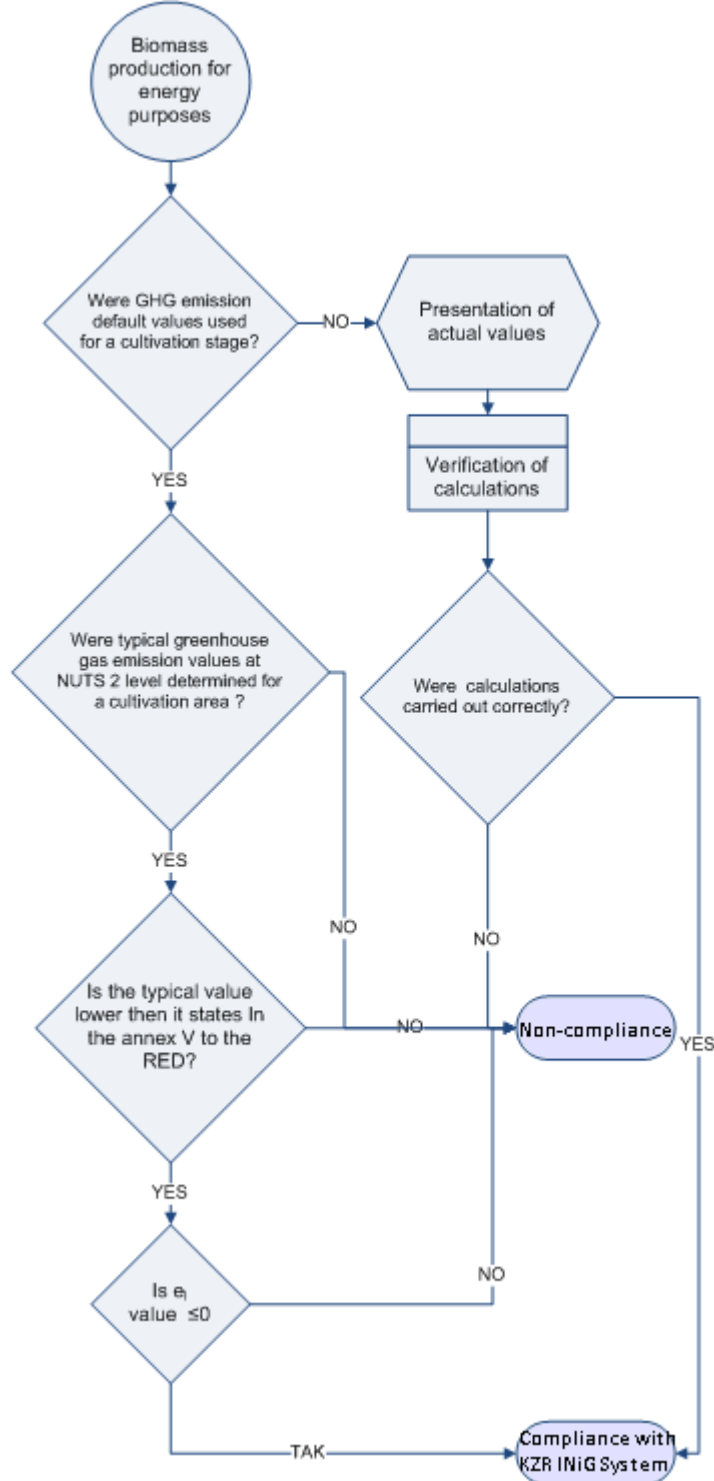 Biomass
production for
energy
purposes
Were GHG emission
default values used
for a cultivation stage?
NO
Presentation of
actual values
Verification of
calculations
YES
Were typical greenhouse
gas emission values at
NUTS 2 level determined for
a cultivation area ?
Were calculations
carried out correctly?
YES
NO
NO
Is the typical value
lower then it states In
the annex V to the
RED?
NO
Non-compliance
YES
YES
Is el
value ≤0
NO
TAK
Compliance with
KZR INiG System